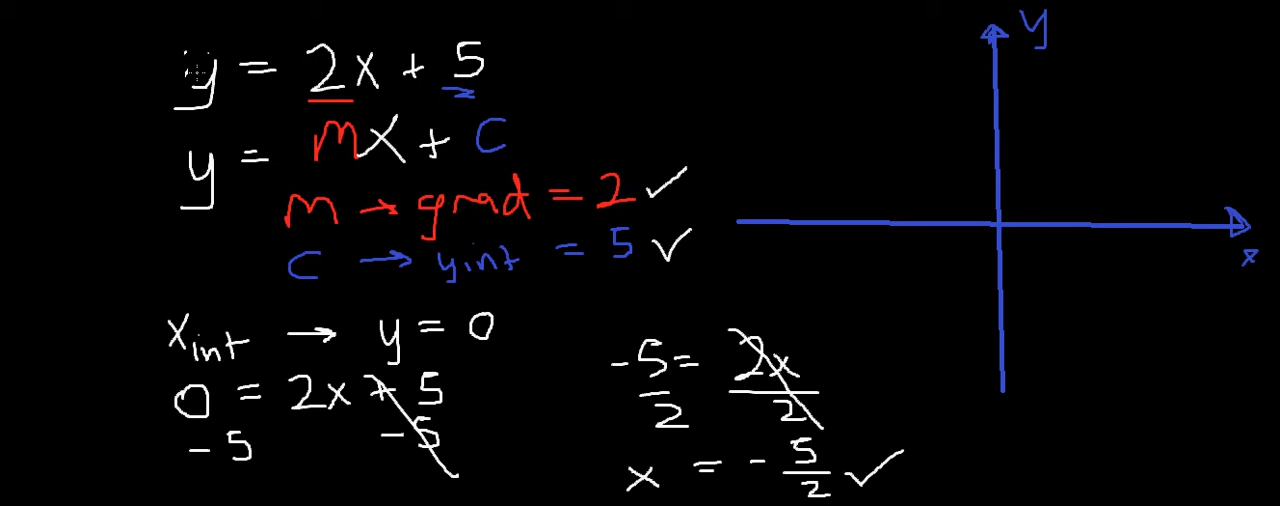 y = 2x + 5
y = mx + c
m → grad = 2 ✓
c → yint = 5 ✓
xint → y = 0
0 = 2x + 5
-5 -5
-5/2 = 2x/2
x = -5/2 ✓
y
x